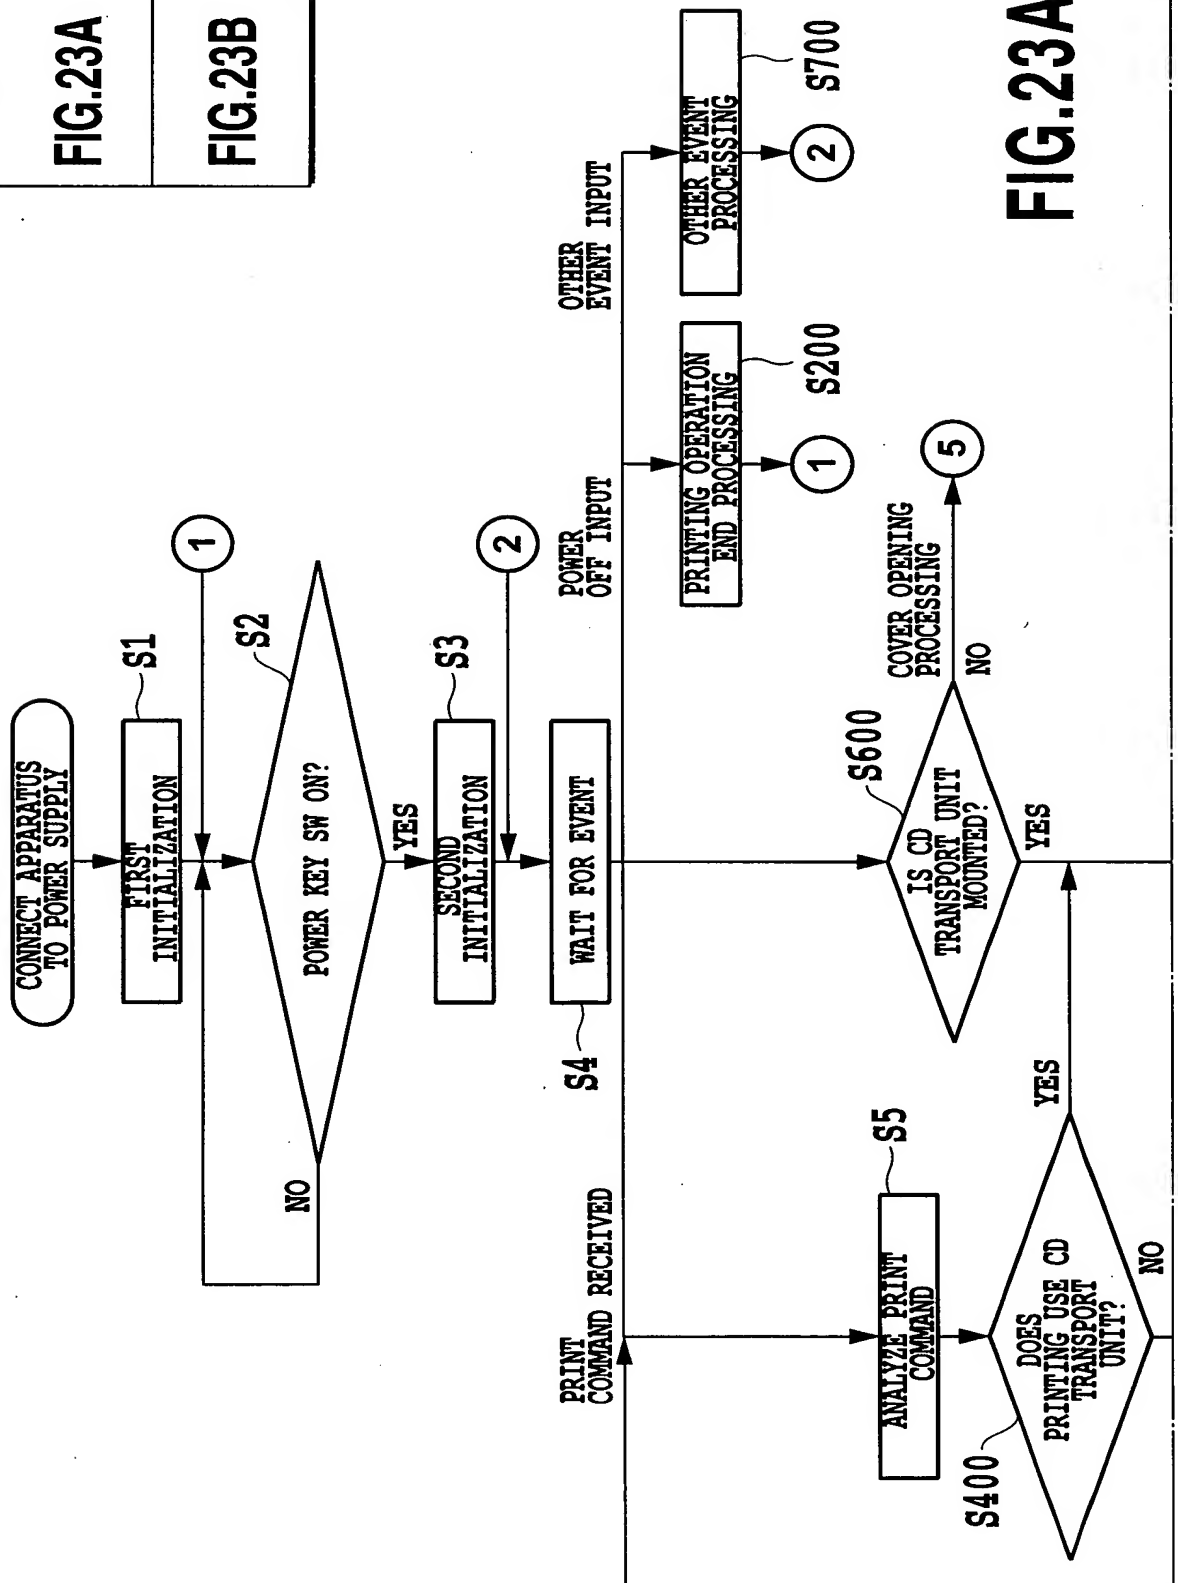 FIG.23A
FIG.23B
CONNECT APPARATUS
TO POWER SUPPLY
FIRST
INITIALIZATION
S1
1
POWER KEY SW ON?
S2
NO
YES
SECOND
INITIALIZATION
S3
2
WAIT FOR EVENT
S4
PRINT
COMMAND RECEIVED
POWER
OFF INPUT
OTHER
EVENT INPUT
PRINTING OPERATION
END PROCESSING
S200
1
OTHER EVENT
PROCESSING
S700
2
ANALYZE PRINT
COMMAND
S5
IS CD
TRANSPORT UNIT
MOUNTED?
S600
COVER OPENING
PROCESSING
NO
5
YES
DOES
PRINTING USE CD
TRANSPORT
UNIT?
S400
YES
NO
FIG.23A